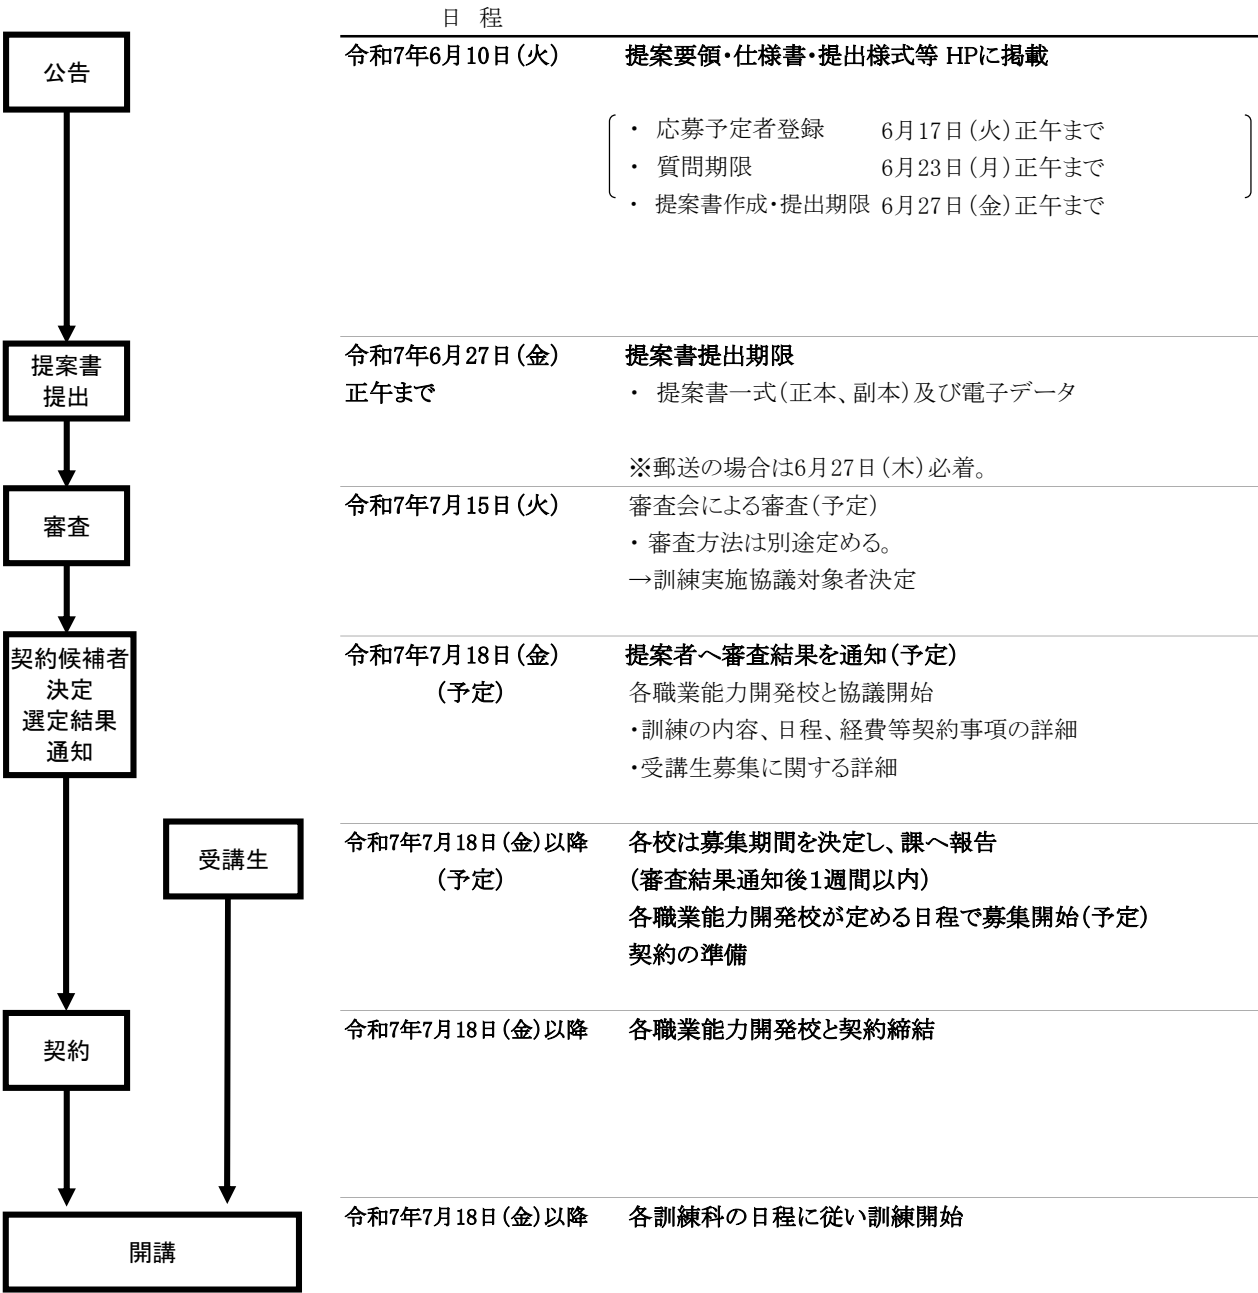 日 程
公告
令和7年6月10日(火) 提案要領・仕様書・提出様式等 HPに掲載
・ 応募予定者登録 6月17日(火)正午まで
・ 質問期限 6月23日(月)正午まで
・ 提案書作成・提出期限 6月27日(金)正午まで
提案書
提出
令和7年6月27日(金) 提案書提出期限
正午まで ・ 提案書一式(正本、副本)及び電子データ
※郵送の場合は6月27日(木)必着。
審査
令和7年7月15日(火) 審査会による審査(予定)
・ 審査方法は別途定める。
→訓練実施協議対象者決定
契約候補者
決定
選定結果
通知
令和7年7月18日(金) 提案者へ審査結果を通知(予定)
(予定) 各職業能力開発校と協議開始
・訓練の内容、日程、経費等契約事項の詳細
・受講生募集に関する詳細
受講生
令和7年7月18日(金)以降 各校は募集期間を決定し、課へ報告
(予定) (審査結果通知後1週間以内)
各職業能力開発校が定める日程で募集開始(予定)
契約の準備
契約
令和7年7月18日(金)以降 各職業能力開発校と契約締結
開講
令和7年7月18日(金)以降 各訓練科の日程に従い訓練開始